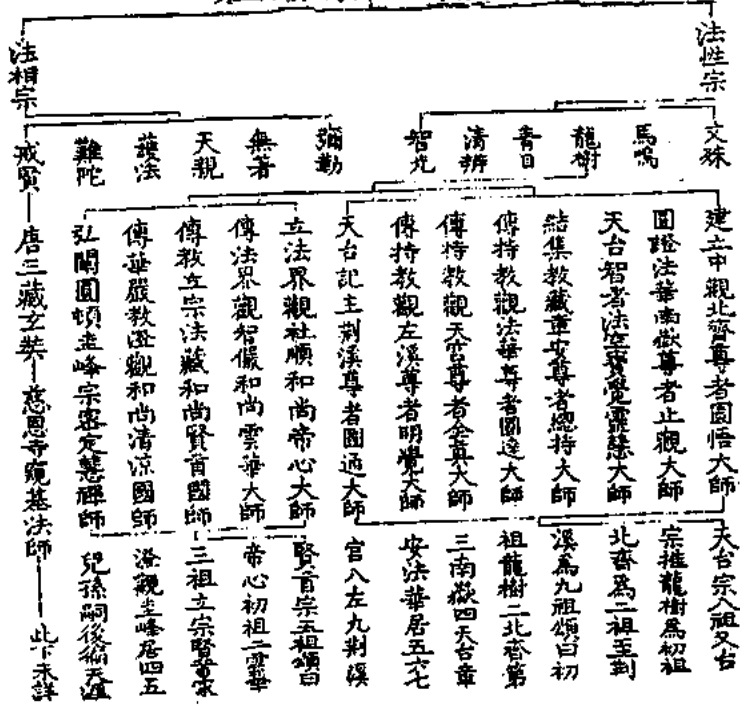 法性宗
法相宗
文殊
馬鳴
龍樹
青目
清辨
智光
彌勒
無著
天親
護法
難陀
戒賢
唐三藏玄奘
慈恩寺窺基法師
此下未詳
建立中觀北齊尊者圓悟大師
圓證法華南嶽尊者止觀大師
天台智者法空寶覺靈慧大師
結集教藏章安尊者總持大師
傳持教觀法華尊者圓達大師
傳持教觀天宮尊者全真大師
傳持教觀左溪尊者明覺大師
天台記主荊溪尊者圓通大師
立法界觀杜順和尚帝心大師
傳法界觀智儼和尚雲華大師
傳教立宗法藏和尚賢首國師
傳華嚴教澄觀和尚清涼國師
弘闡圓頓圭峰宗密定慧禪師
天台宗八祖又台
宗推龍樹為初祖
北齊為二祖至荊
溪為九祖頌曰初
祖龍樹二北齊第
三南嶽四天台章
安法華居五六七
宮八左九荊溪
賢首宗五祖頌曰
帝心初祖二雲華
三祖立宗賢首家
澄觀圭峰居四五
兒孫嗣後徧天涯